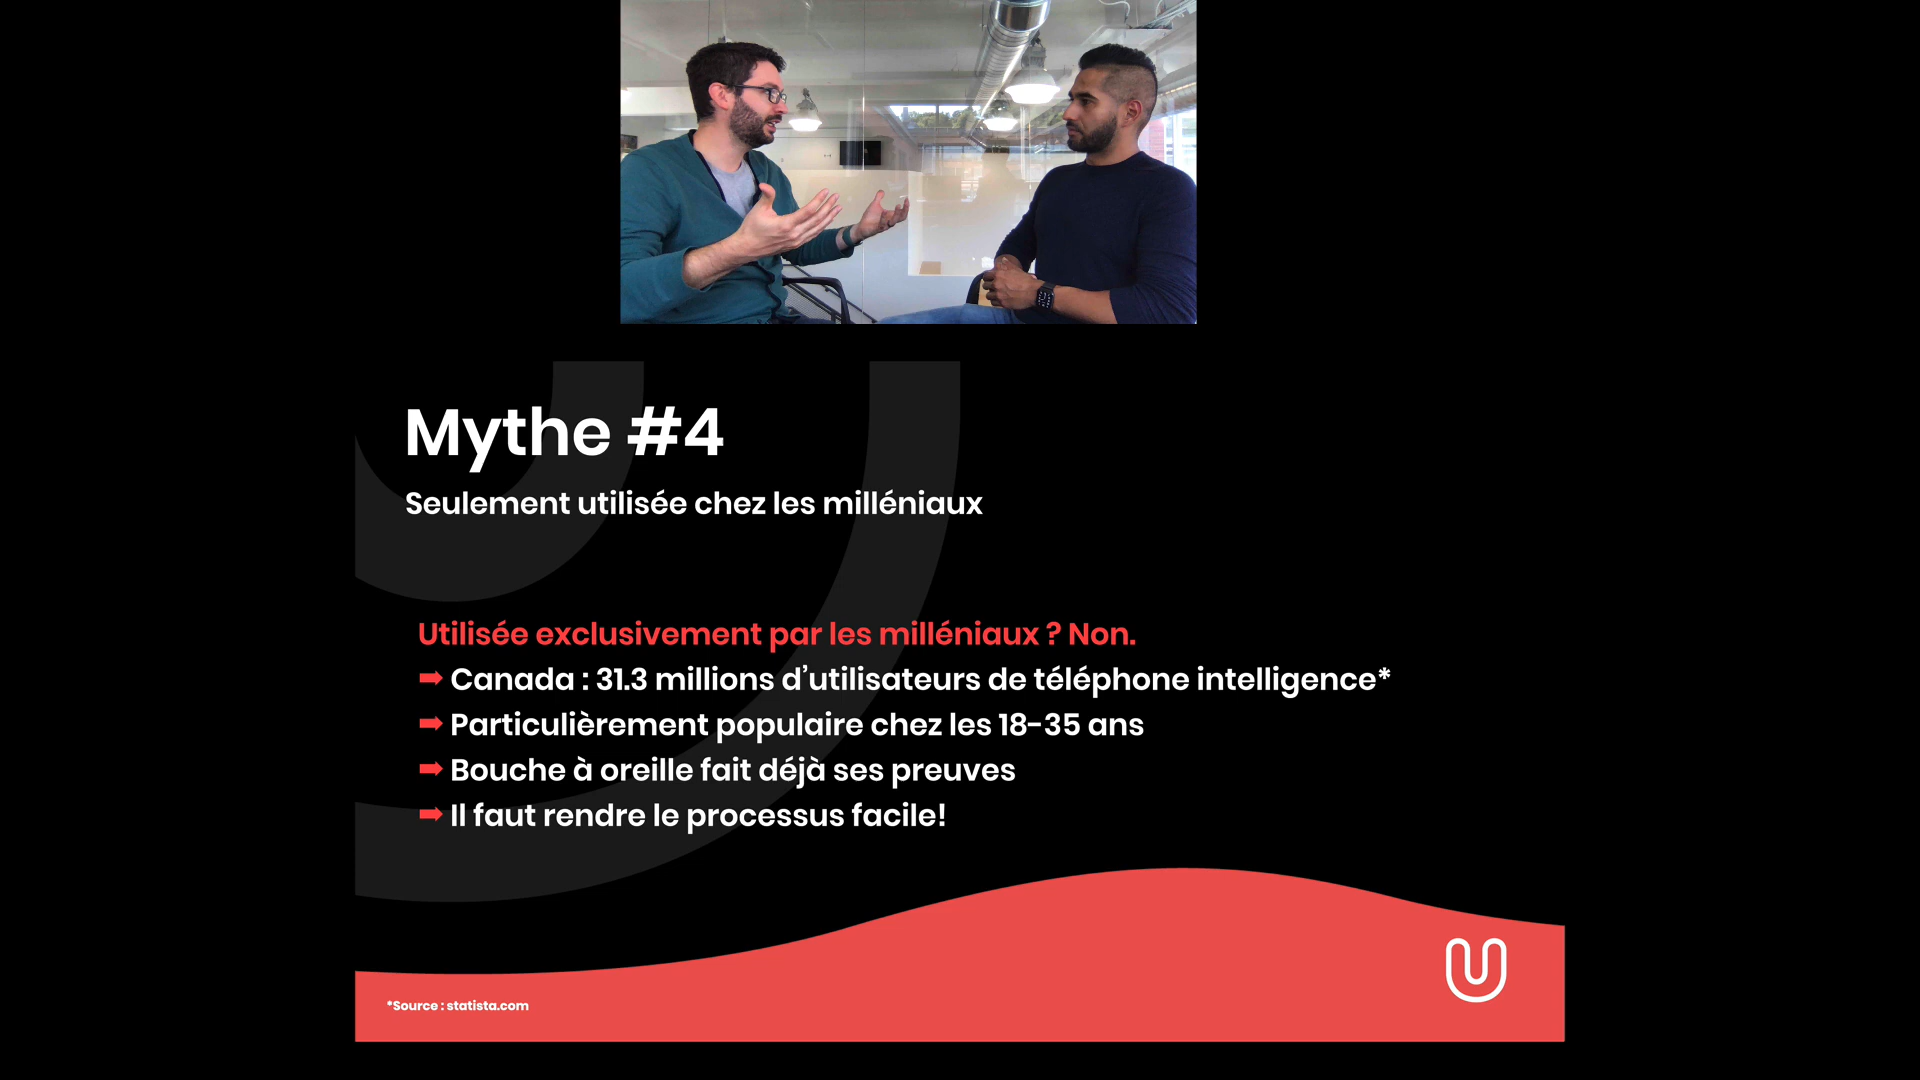 Mythe #4
Seulement utilisée chez les milléniaux
Utilisée exclusivement par les milléniaux ? Non.
➡ Canada : 31.3 millions d’utilisateurs de téléphone intelligence*
➡ Particulièrement populaire chez les 18-35 ans
➡ Bouche à oreille fait déjà ses preuves
➡ Il faut rendre le processus facile!
*Source : statista.com